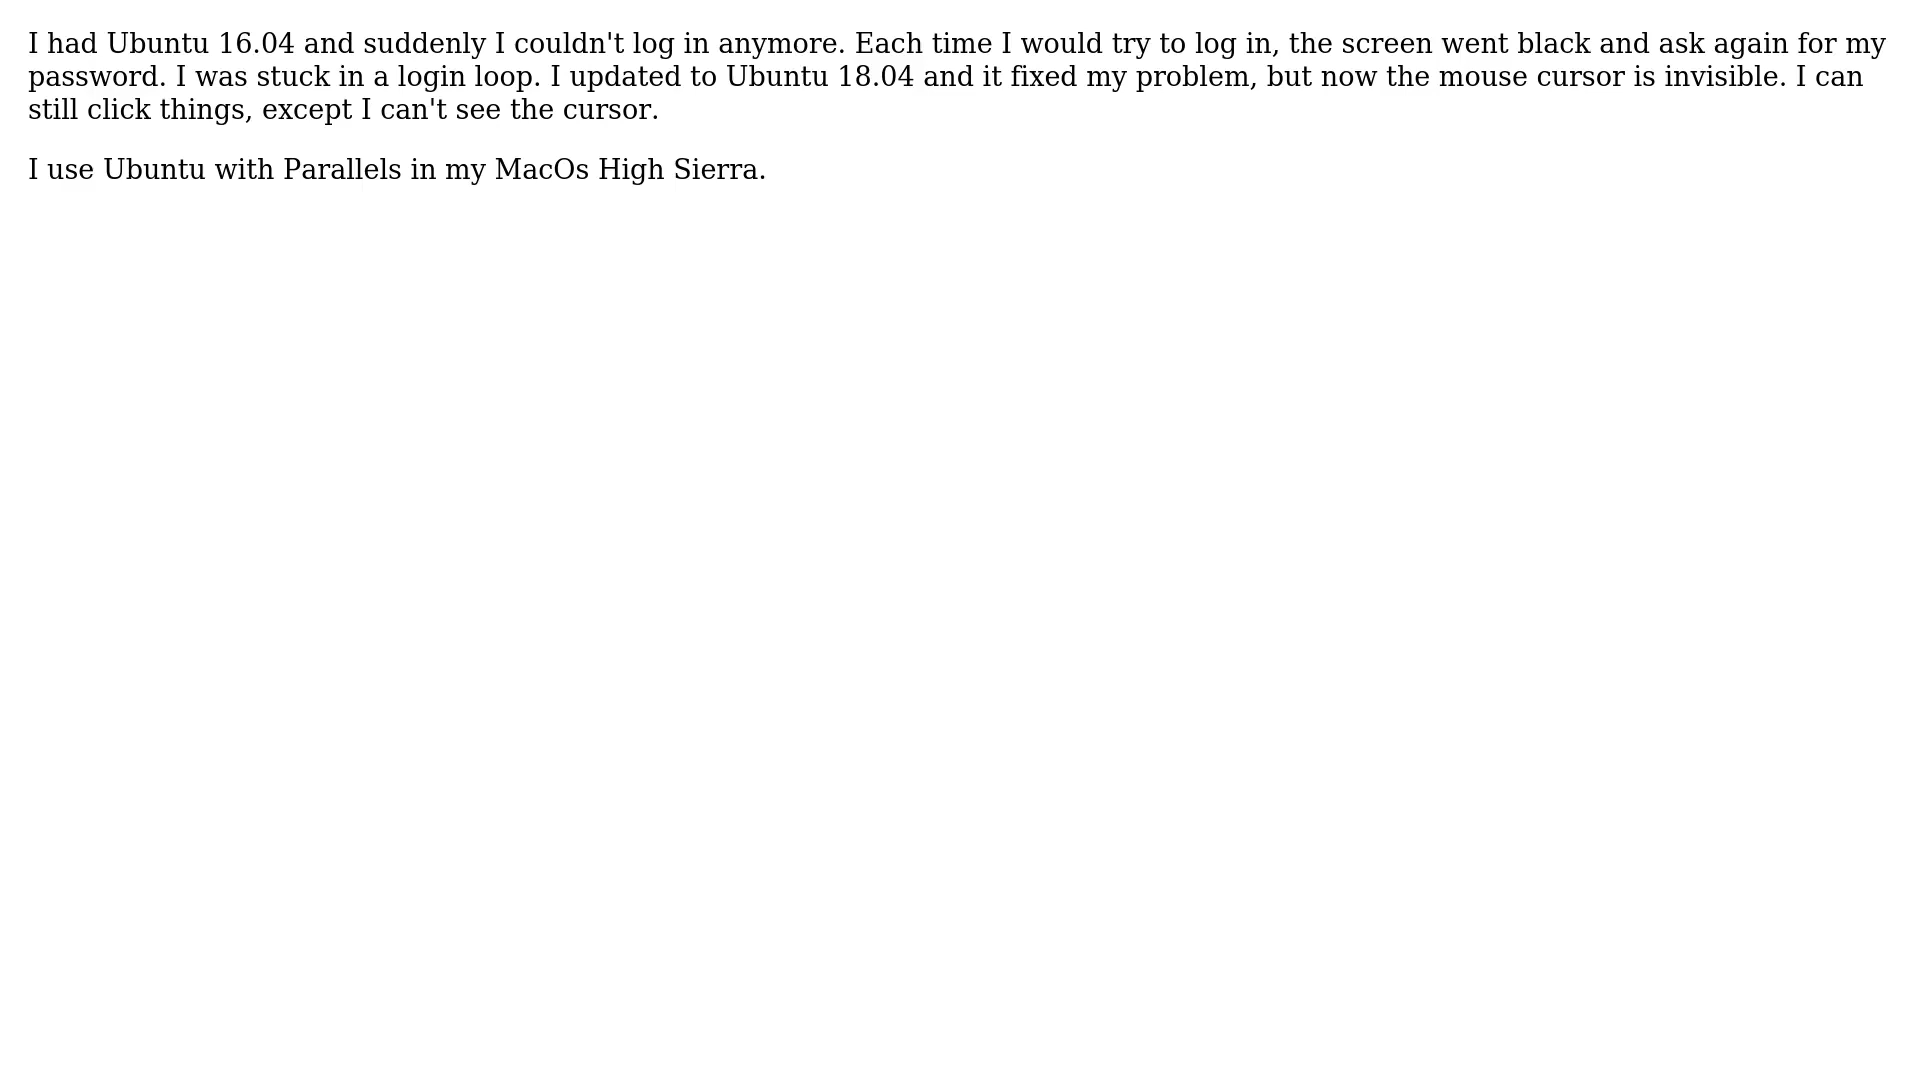 I had Ubuntu 16.04 and suddenly I couldn't log in anymore. Each time I would try to log in, the screen went black and ask again for my
password. I was stuck in a login loop. I updated to Ubuntu 18.04 and it fixed my problem, but now the mouse cursor is invisible. I can
still click things, except I can't see the cursor.
I use Ubuntu with Parallels in my MacOs High Sierra.